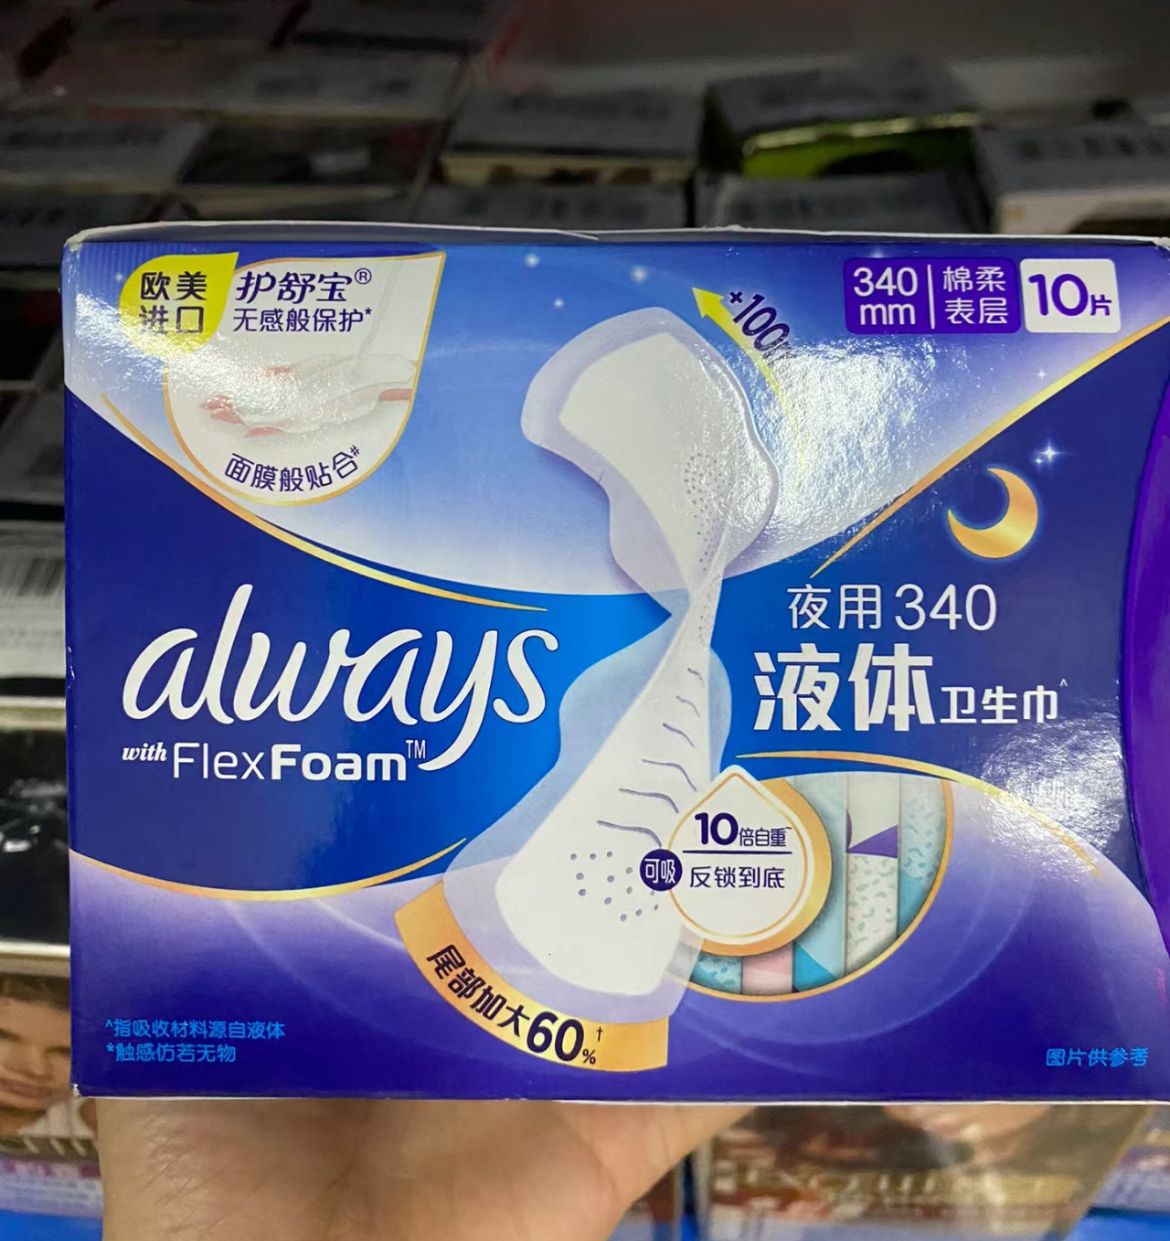 欧美
进口
护舒宝®
无感般保护*
面膜般贴合#
340
mm
棉柔
表层
10片
always
with FlexFoam™
夜用340
液体卫生巾^
10倍自重~
可吸
反锁到底
尾部加大60%†
^指吸收材料源自液体
*触感仿若无物
图片供参考